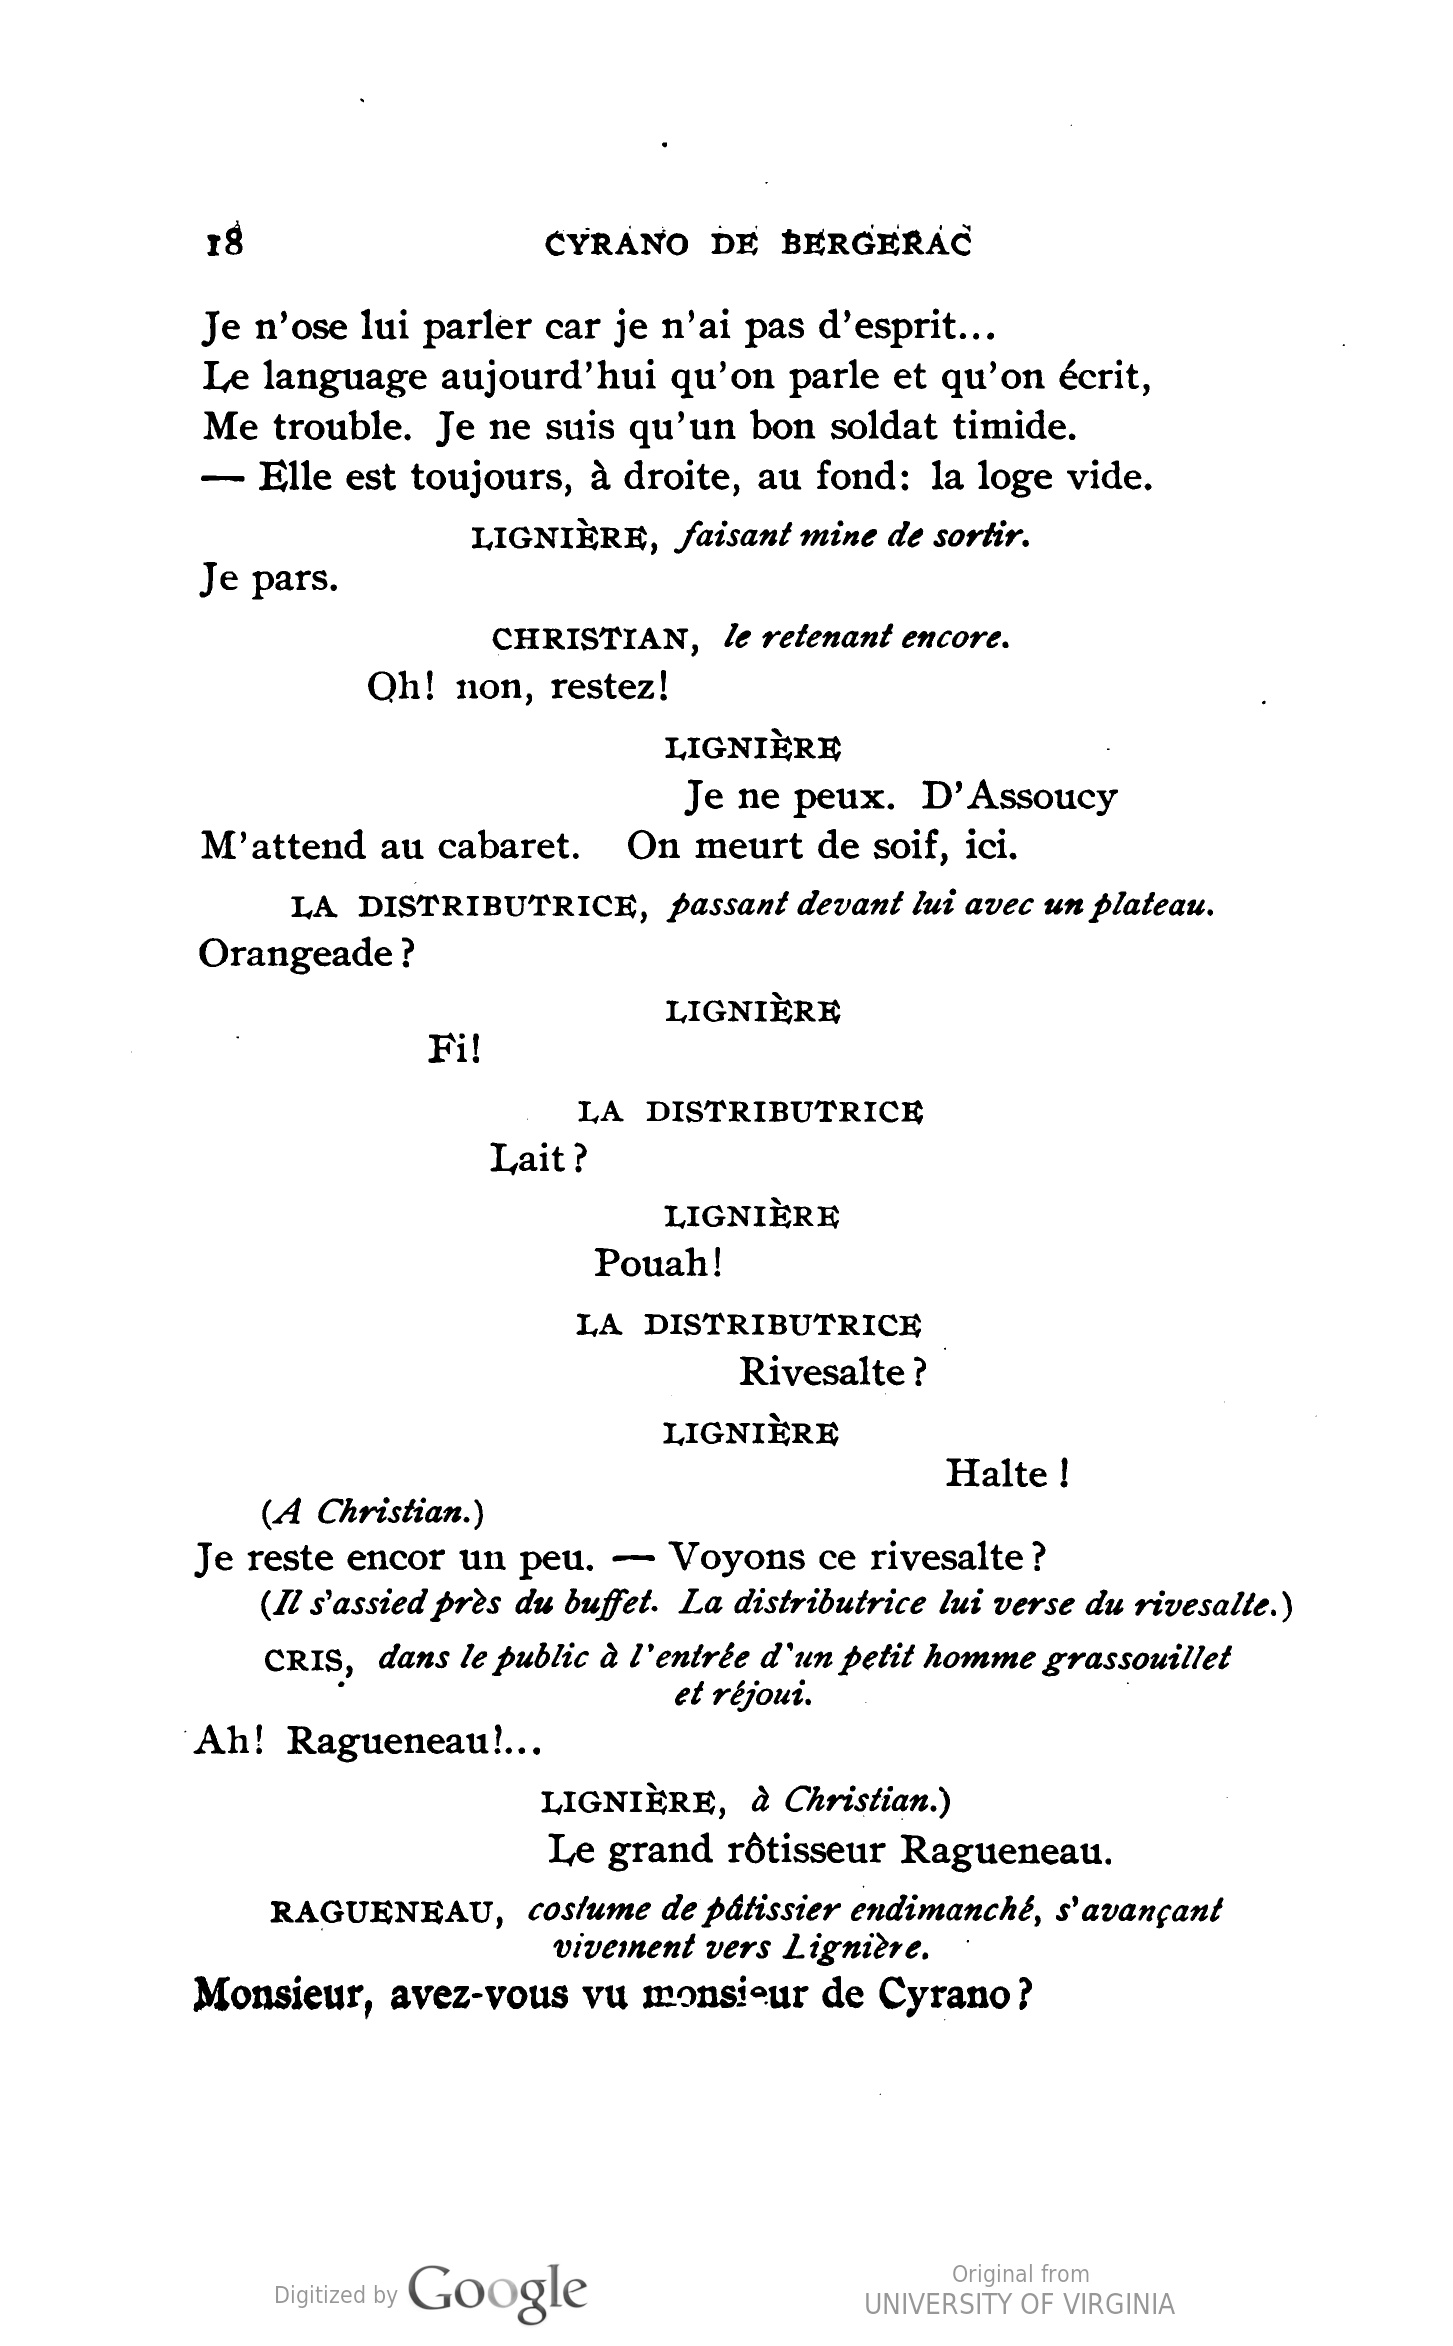 18 CYRANO DE BERGERAC
Je n'ose lui parler car je n'ai pas d'esprit...
Le language aujourd'hui qu'on parle et qu'on écrit,
Me trouble. Je ne suis qu'un bon soldat timide.
— Elle est toujours, à droite, au fond: la loge vide.
LIGNIÈRE, faisant mine de sortir.
Je pars.
CHRISTIAN, le retenant encore.
Oh! non, restez!
LIGNIÈRE
Je ne peux. D'Assoucy
M'attend au cabaret. On meurt de soif, ici.
LA DISTRIBUTRICE, passant devant lui avec un plateau.
Orangeade?
LIGNIÈRE
Fi!
LA DISTRIBUTRICE
Lait?
LIGNIÈRE
Pouah!
LA DISTRIBUTRICE
Rivesalte?
LIGNIÈRE
Halte!
(A Christian.)
Je reste encor un peu. — Voyons ce rivesalte?
(Il s'assied près du buffet. La distributrice lui verse du rivesalte.)
CRIS, dans le public à l'entrée d'un petit homme grassouillet
et réjoui.
Ah! Ragueneau!...
LIGNIÈRE, à Christian.)
Le grand rôtisseur Ragueneau.
RAGUENEAU, costume de pâtissier endimanché, s'avançant
vivement vers Lignière.
Monsieur, avez-vous vu monsieur de Cyrano?
Digitized by Google
Original from
UNIVERSITY OF VIRGINIA